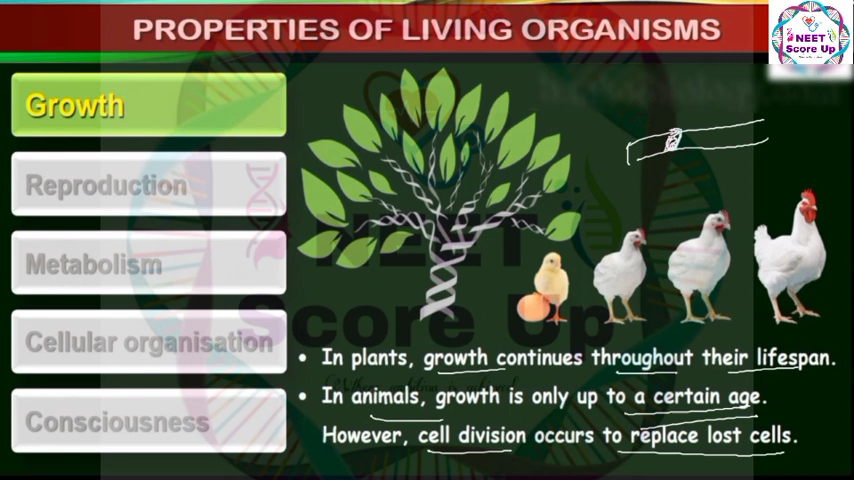 PROPERTIES OF LIVING ORGANISMS
NEET
Score Up
Growth
Reproduction
Metabolism
Cellular organisation
Consciousness
NEET
Score Up
• In plants, growth continues throughout their lifespan.
• In animals, growth is only up to a certain age.
However, cell division occurs to replace lost cells.